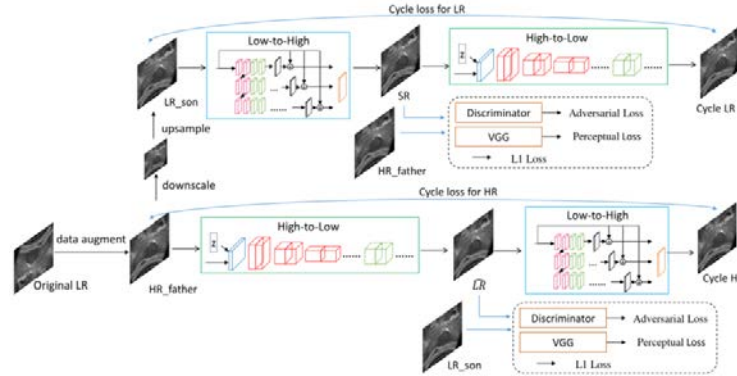 Cycle loss for LR
Low-to-High
High-to-Low
LR_son
SR
Cycle LR
upsample
Discriminator
Adversarial Loss
VGG
Perceptual Loss
L1 Loss
HR_father
downscale
Cycle loss for HR
High-to-Low
Low-to-High
data augment
Original LR
HR_father
LR
Cycle H
Discriminator
Adversarial Loss
VGG
Perceptual Loss
L1 Loss
LR_son